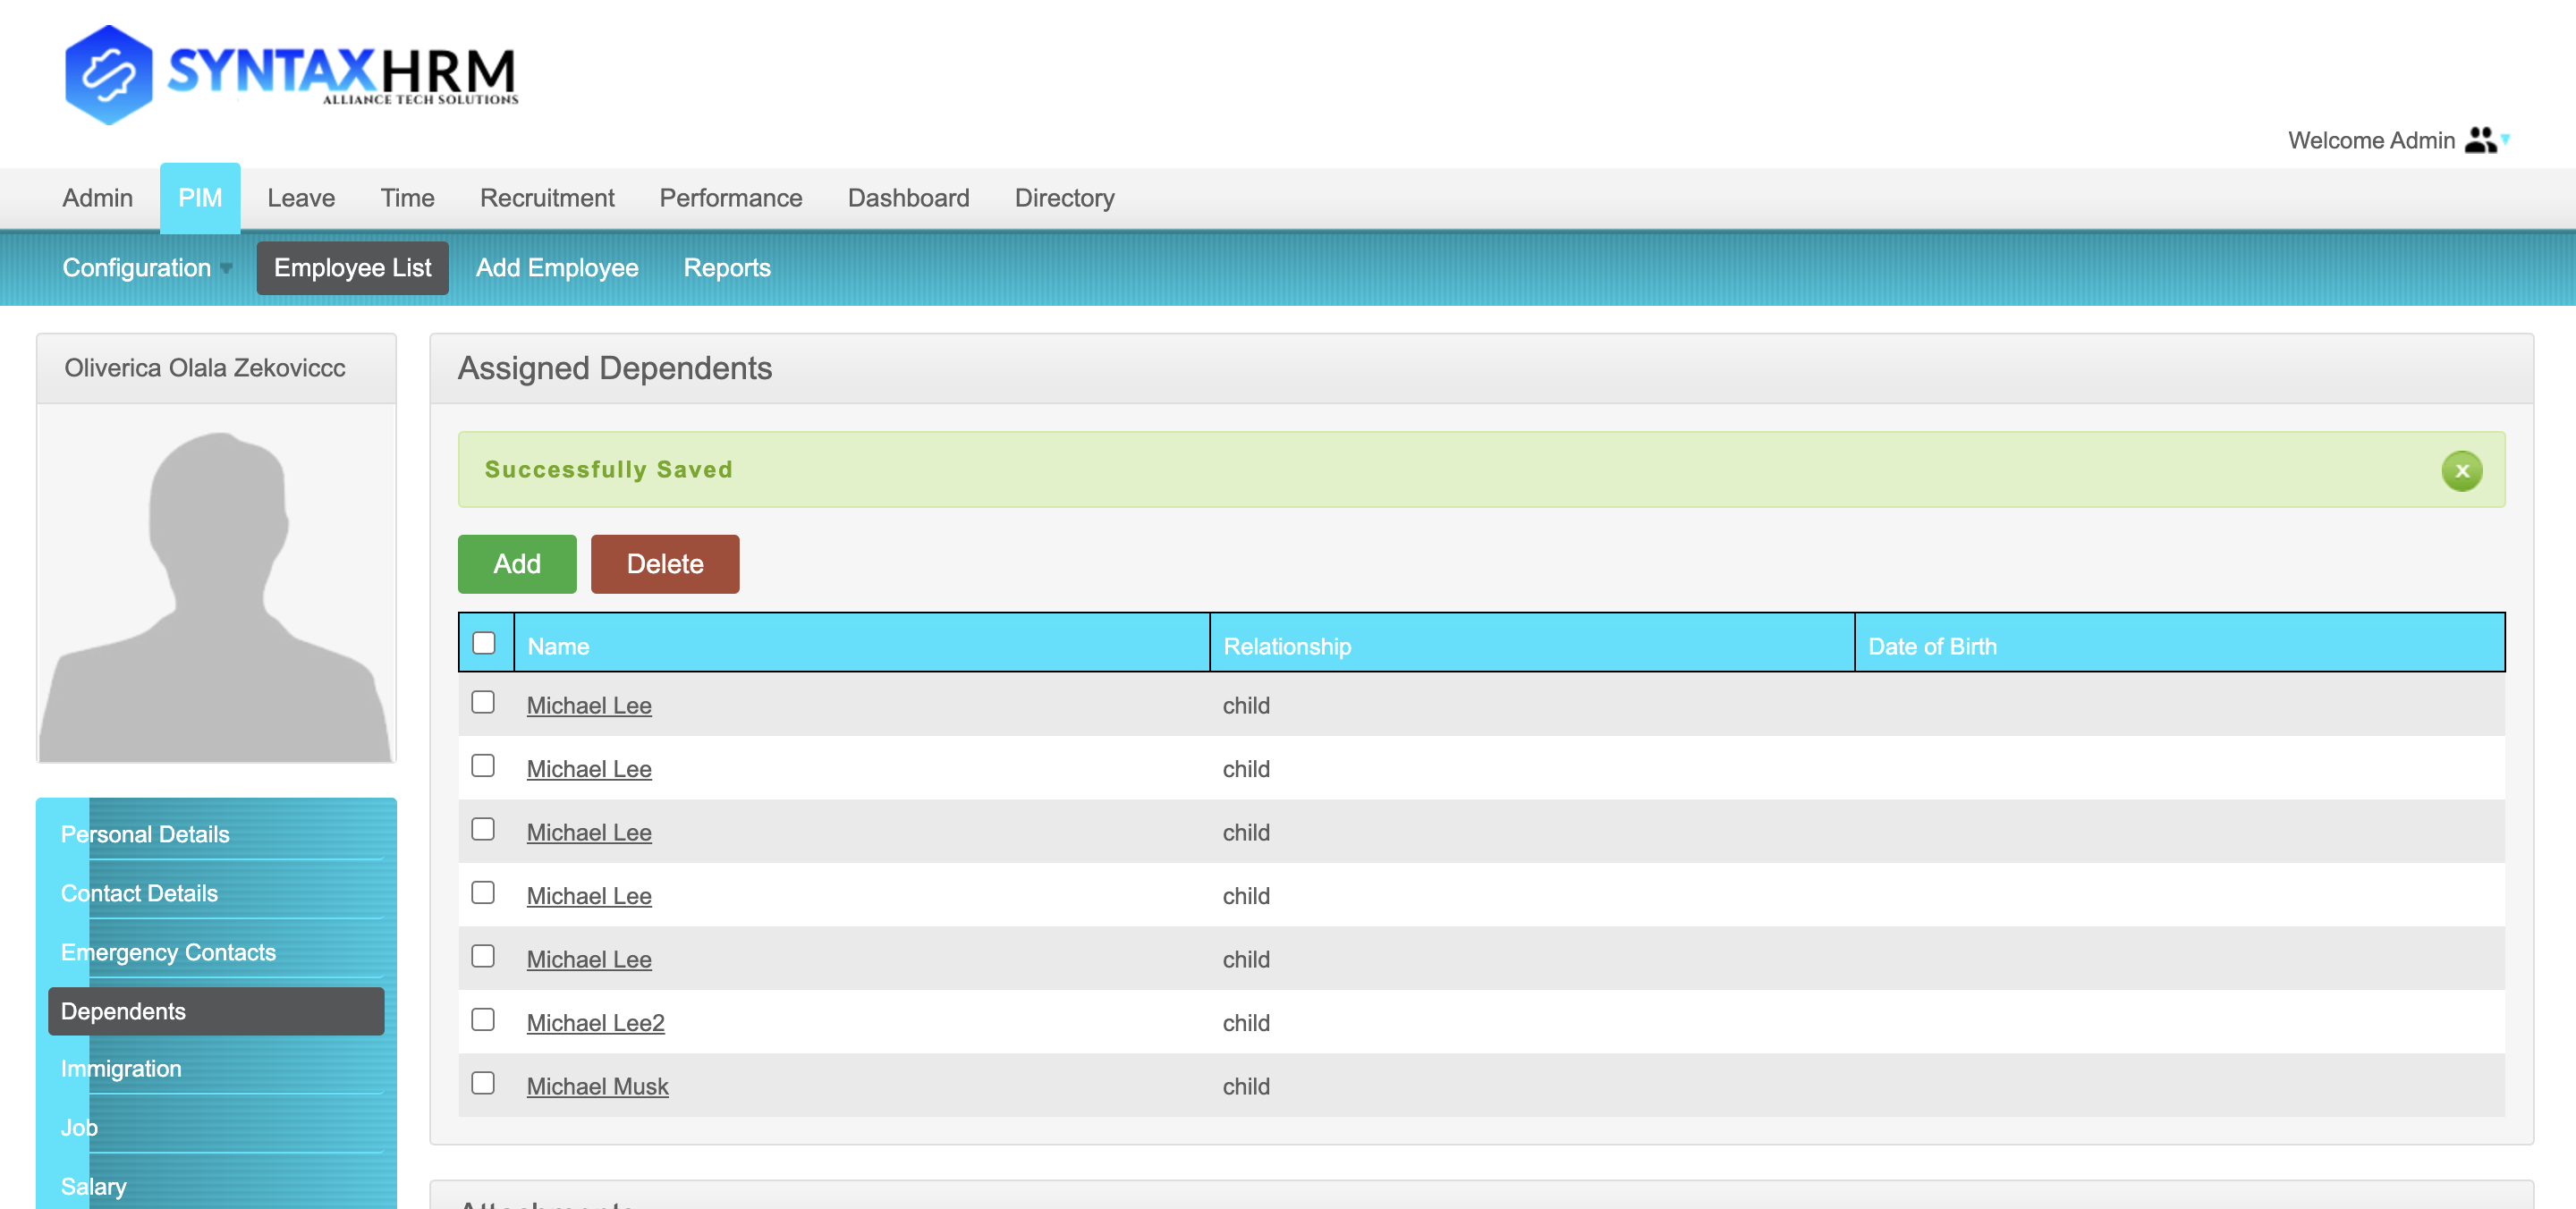 SYNTAXHRM
ALLIANCE TECH SOLUTIONS
Welcome Admin
Admin PIM Leave Time Recruitment Performance Dashboard Directory
Configuration Employee List Add Employee Reports
Oliverica Olala Zekoviccc
Assigned Dependents
Successfully Saved
x
Add Delete
Name Relationship Date of Birth
Michael Lee child
Michael Lee child
Michael Lee child
Michael Lee child
Michael Lee child
Michael Lee2 child
Michael Musk child
Personal Details
Contact Details
Emergency Contacts
Dependents
Immigration
Job
Salary